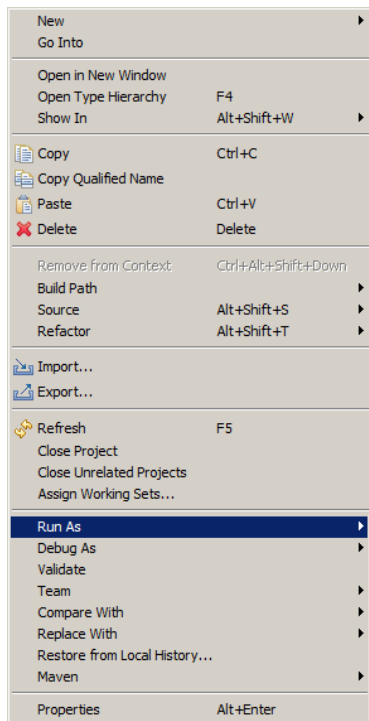 New
Go Into
Open in New Window
Open Type Hierarchy F4
Show In Alt+Shift+W
Copy Ctrl+C
Copy Qualified Name
Paste Ctrl+V
Delete Delete
Remove from Context Ctrl+Alt+Shift+Down
Build Path
Source Alt+Shift+S
Refactor Alt+Shift+T
Import...
Export...
Refresh F5
Close Project
Close Unrelated Projects
Assign Working Sets...
Run As
Debug As
Validate
Team
Compare With
Replace With
Restore from Local History...
Maven
Properties Alt+Enter